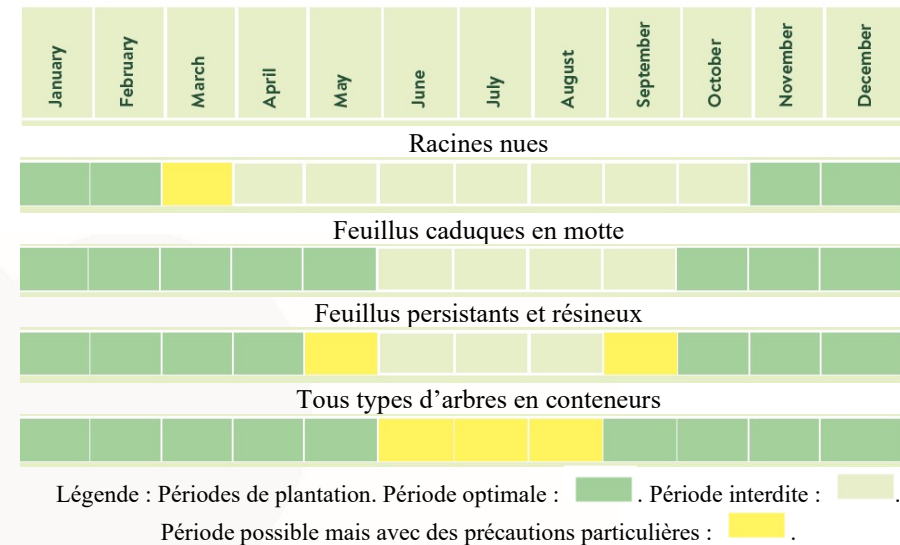 January February March April May June July August September October November December
Racines nues
Feuillus caduques en motte
Feuillus persistants et résineux
Tous types d’arbres en conteneurs
Légende : Périodes de plantation. Période optimale : . Période interdite : .
Période possible mais avec des précautions particulières : .